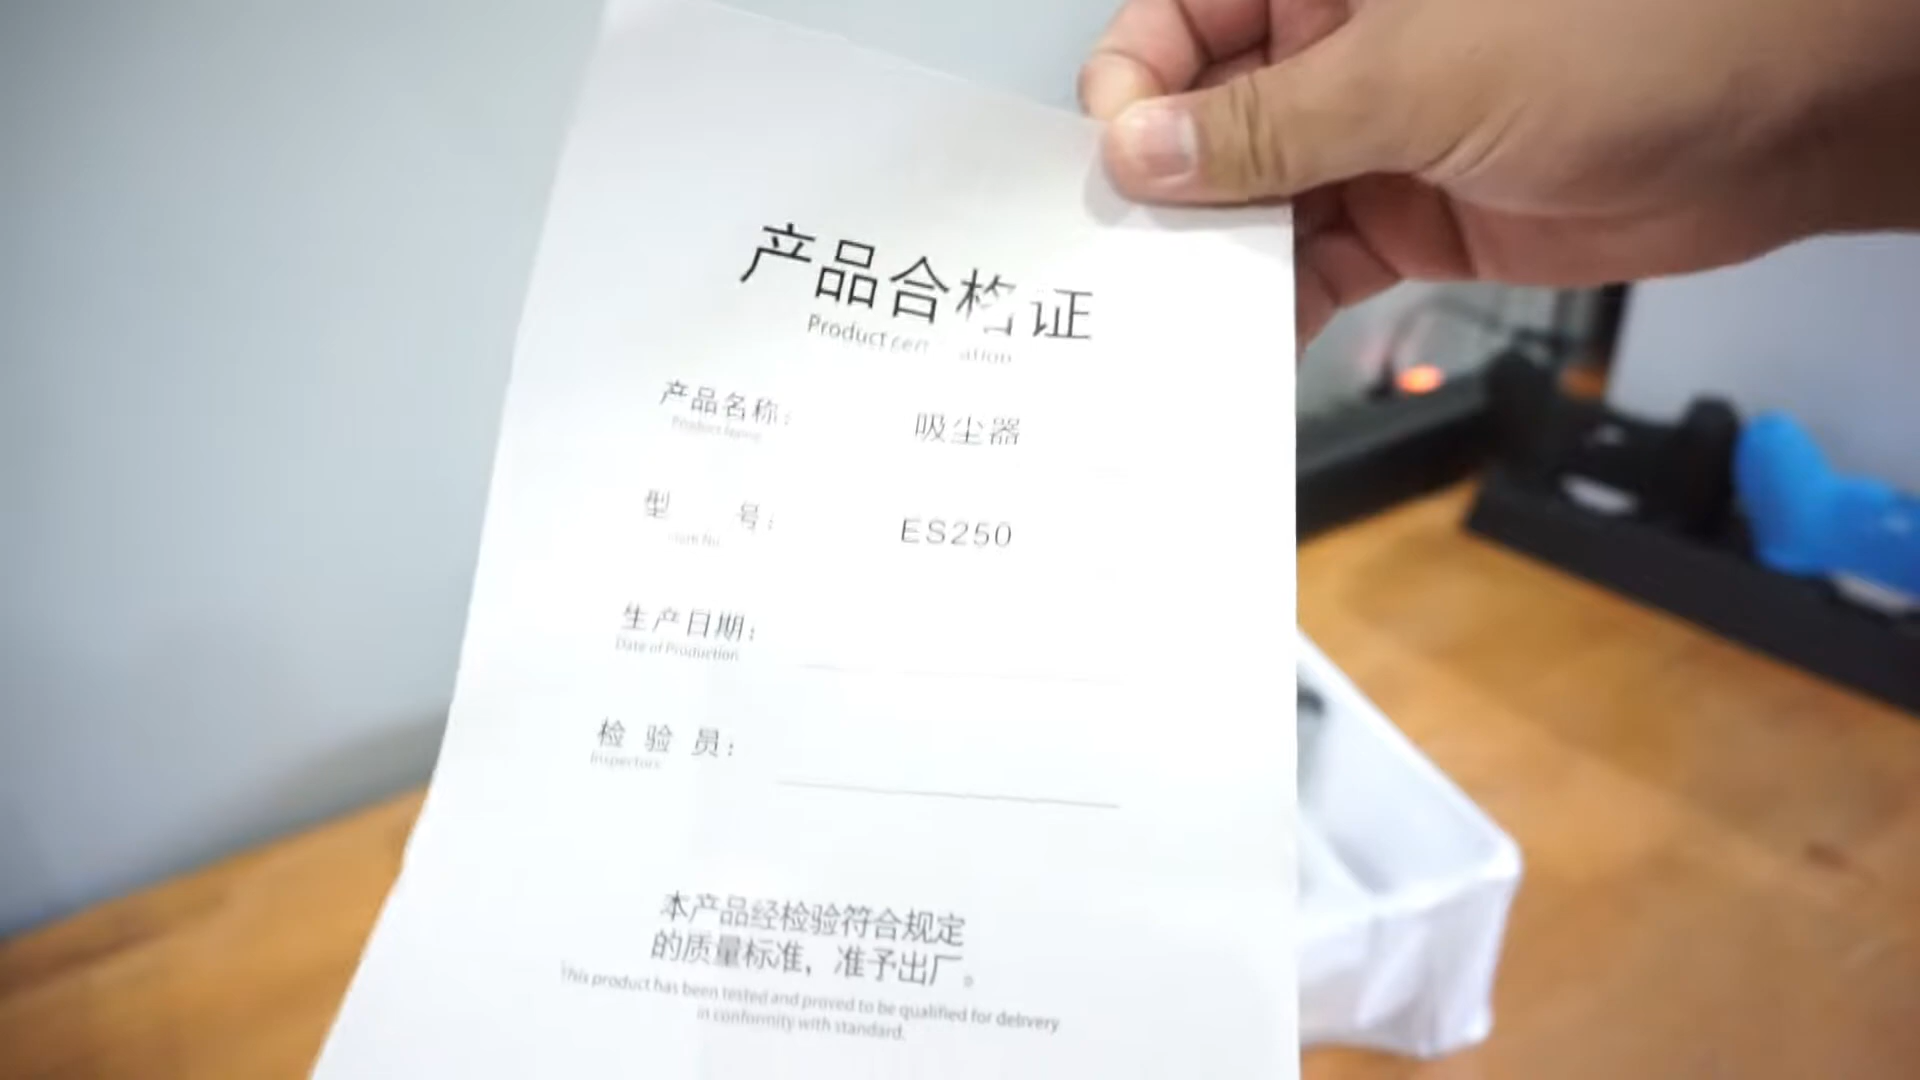 产品合格证
Product
产品名称： 吸尘器
Product Name
型 号： ES250
生产日期：
Date of Production
检 验 员：
Inspectors
本产品经检验符合规定
的质量标准，准予出厂。
This product has been tested and proved to be qualified for delivery
in conformity with standard.